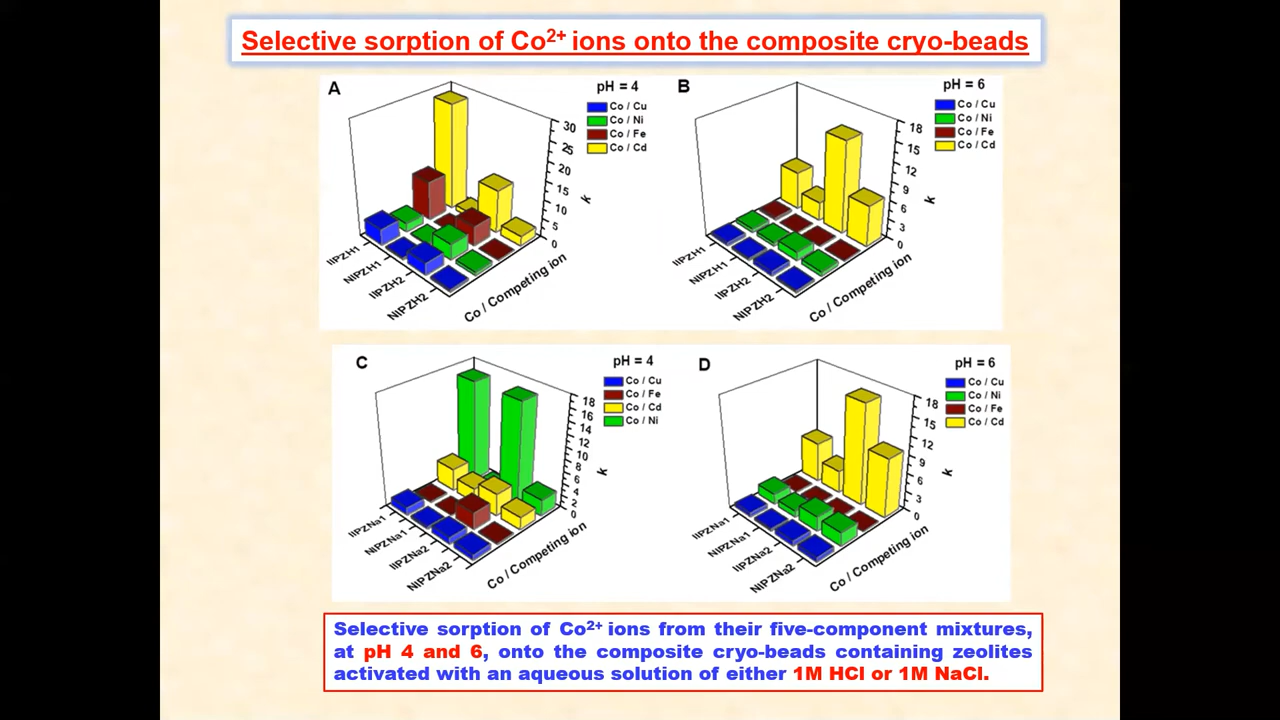 Selective sorption of Co2+ ions onto the composite cryo-beads
A
pH = 4
Co / Cu
Co / Ni
Co / Fe
Co / Cd
30
25
20
15
10
5
0
k
IIPZH1
NIPZH1
IIPZH2
NIPZH2
Co / Competing ion
B
pH = 6
Co / Cu
Co / Ni
Co / Fe
Co / Cd
18
15
12
9
6
3
0
k
IIPZH1
NIPZH1
IIPZH2
NIPZH2
Co / Competing ion
C
pH = 4
Co / Cu
Co / Fe
Co / Cd
Co / Ni
18
16
14
12
10
8
6
4
2
0
k
IIPZNa1
NIPZNa1
IIPZNa2
NIPZNa2
Co / Competing ion
D
pH = 6
Co / Cu
Co / Ni
Co / Fe
Co / Cd
18
15
12
9
6
3
0
k
IIPZNa1
NIPZNa1
IIPZNa2
NIPZNa2
Co / Competing ion
Selective sorption of Co2+ ions from their five-component mixtures,
at pH 4 and 6, onto the composite cryo-beads containing zeolites
activated with an aqueous solution of either 1M HCl or 1M NaCl.